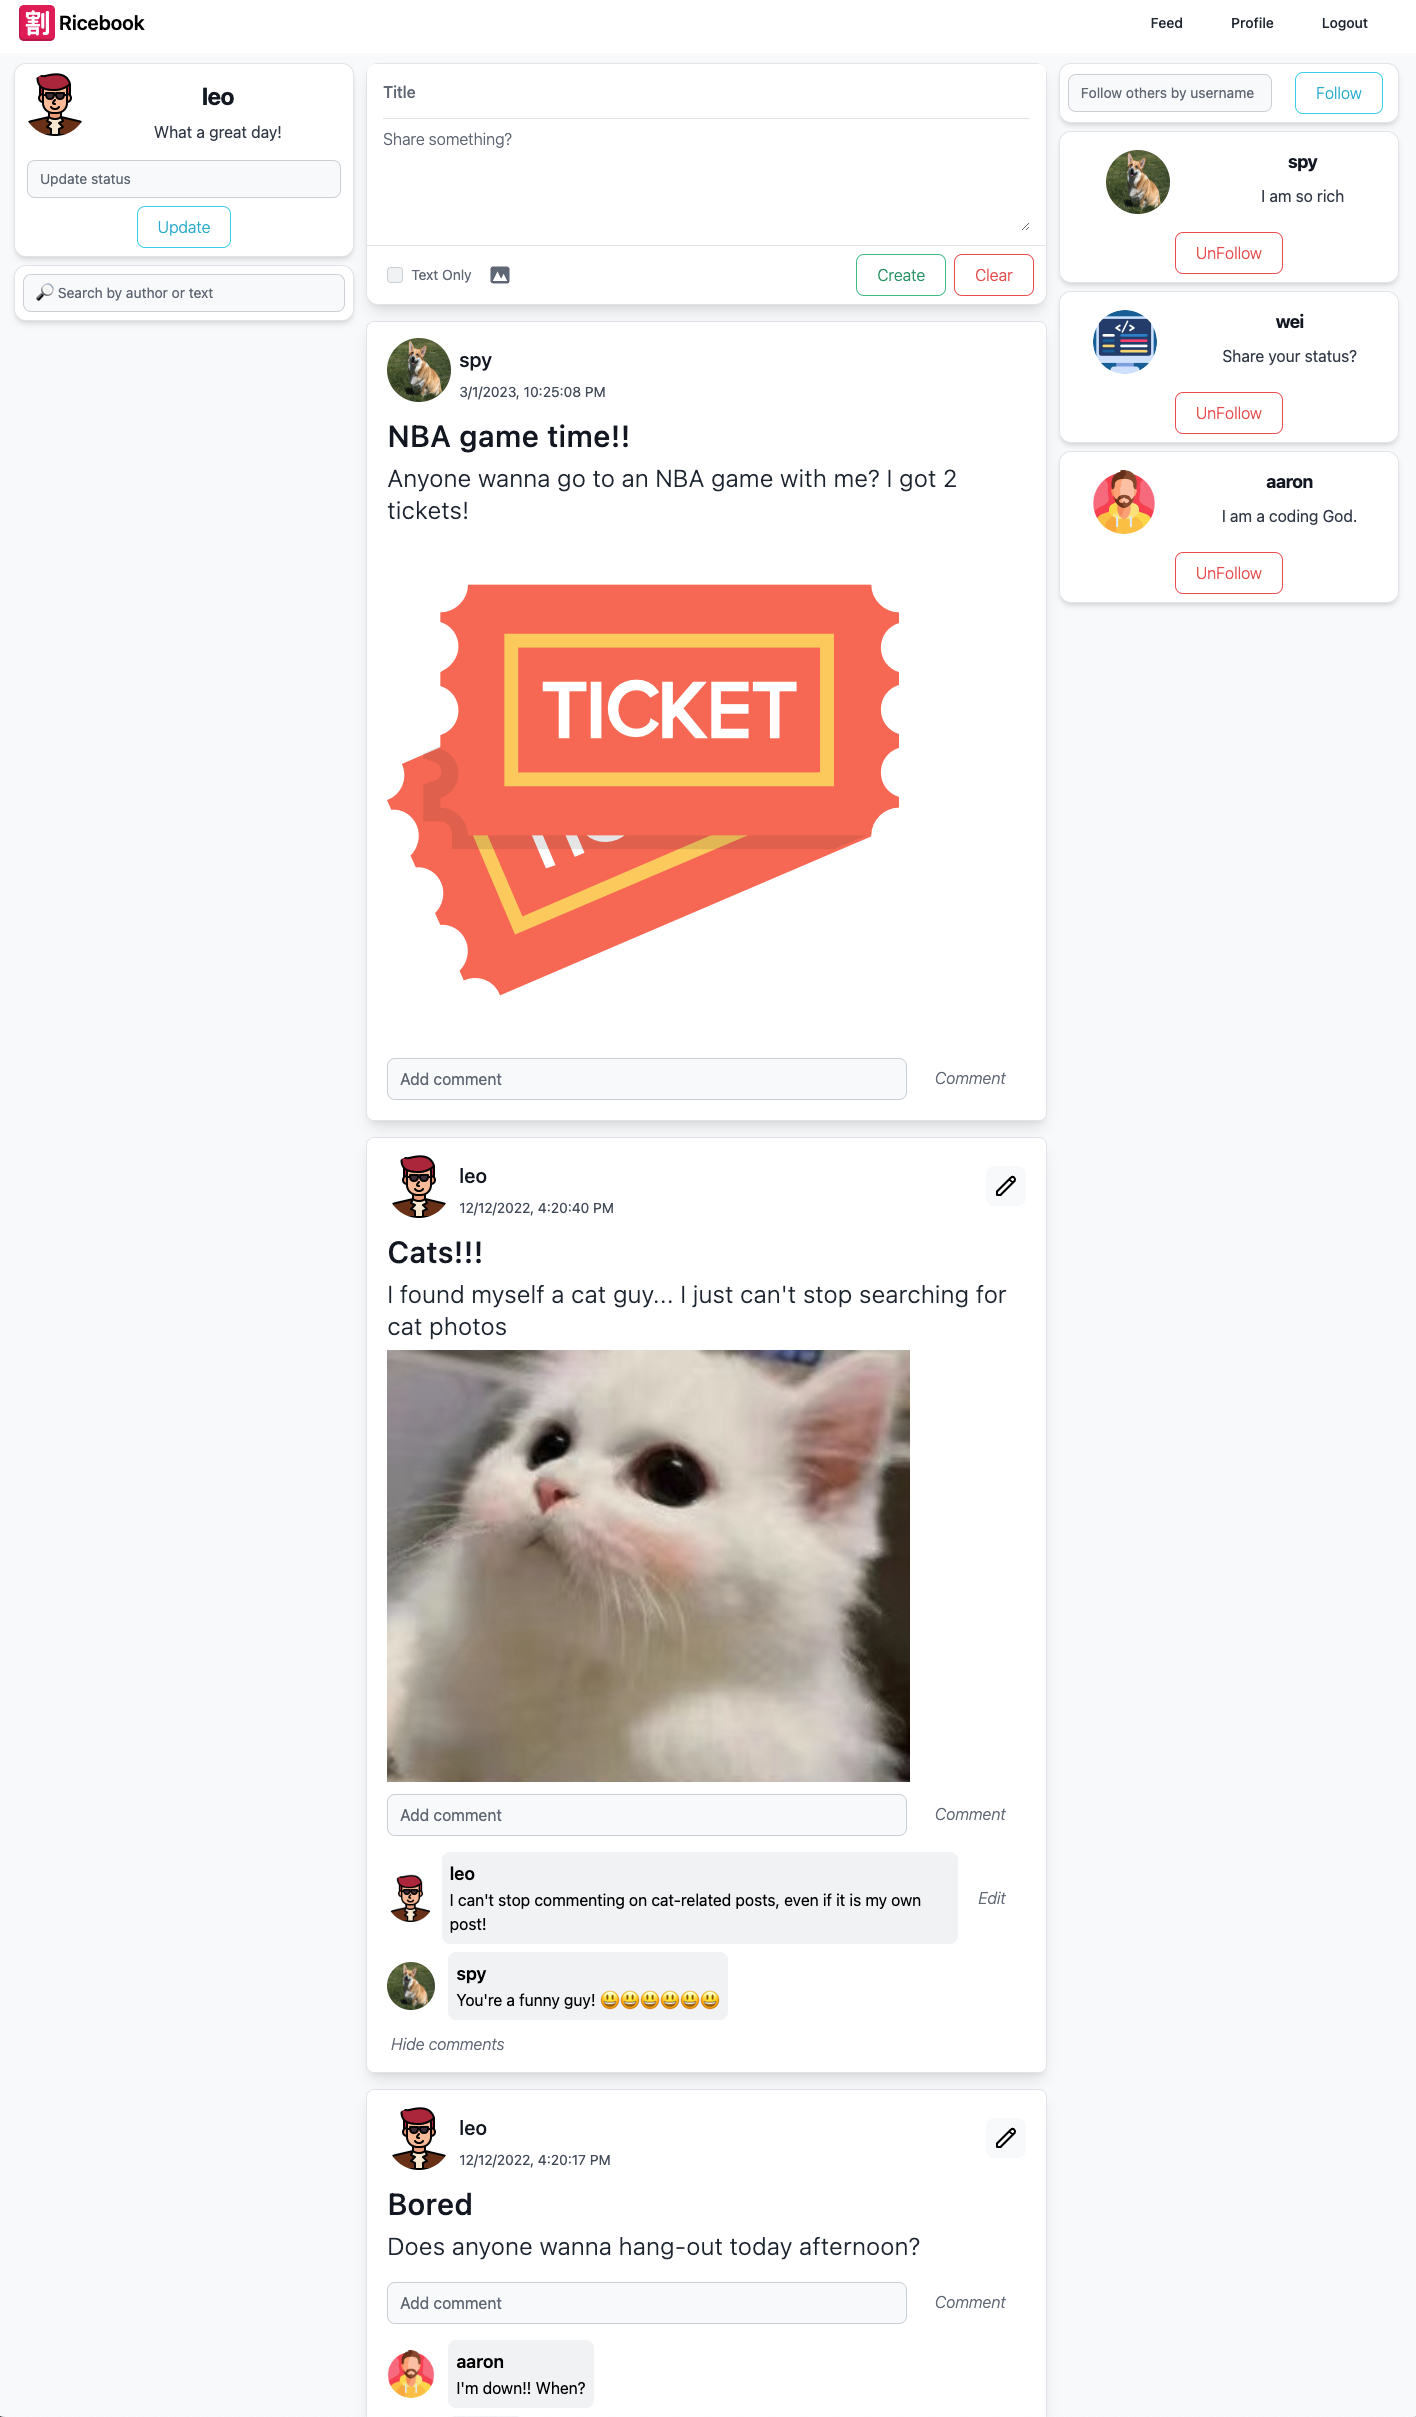 割 Ricebook
Feed
Profile
Logout
leo
What a great day!
Update status
Update
🔎 Search by author or text
Title
Share something?
Text Only
Create
Clear
spy
3/1/2023, 10:25:08 PM
NBA game time!!
Anyone wanna go to an NBA game with me? I got 2
tickets!
TICKET
Add comment
Comment
leo
12/12/2022, 4:20:40 PM
Cats!!!
I found myself a cat guy... I just can't stop searching for
cat photos
Add comment
Comment
leo
I can't stop commenting on cat-related posts, even if it is my own
post!
Edit
spy
You're a funny guy! 😃😃😃😃😃😃
Hide comments
leo
12/12/2022, 4:20:17 PM
Bored
Does anyone wanna hang-out today afternoon?
Add comment
Comment
aaron
I'm down!! When?
Follow others by username
Follow
spy
I am so rich
UnFollow
wei
Share your status?
UnFollow
aaron
I am a coding God.
UnFollow